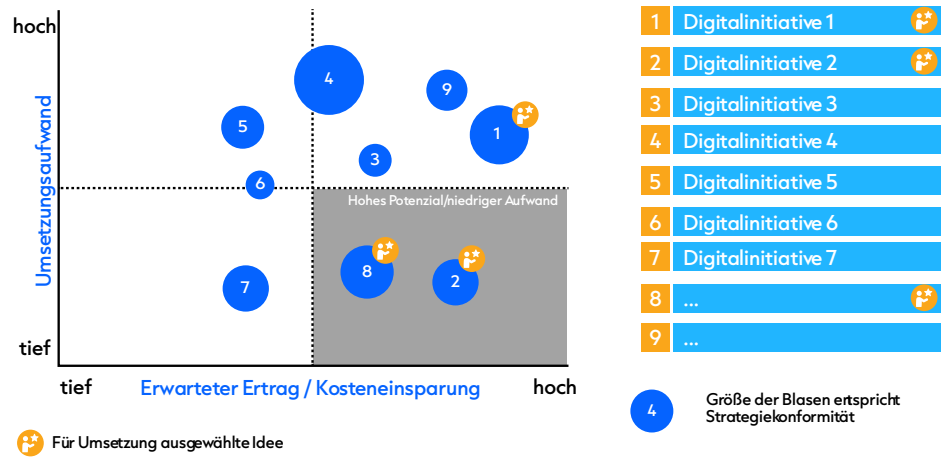 hoch
Umsetzungsaufwand
tief
4
9
1
5
3
6
Hohes Potenzial/niedriger Aufwand
8
2
7
tief
Erwarteter Ertrag / Kosteneinsparung
hoch
Für Umsetzung ausgewählte Idee
1 Digitalinitiative 1
2 Digitalinitiative 2
3 Digitalinitiative 3
4 Digitalinitiative 4
5 Digitalinitiative 5
6 Digitalinitiative 6
7 Digitalinitiative 7
8 ...
9 ...
4
Größe der Blasen entspricht
Strategiekonformität